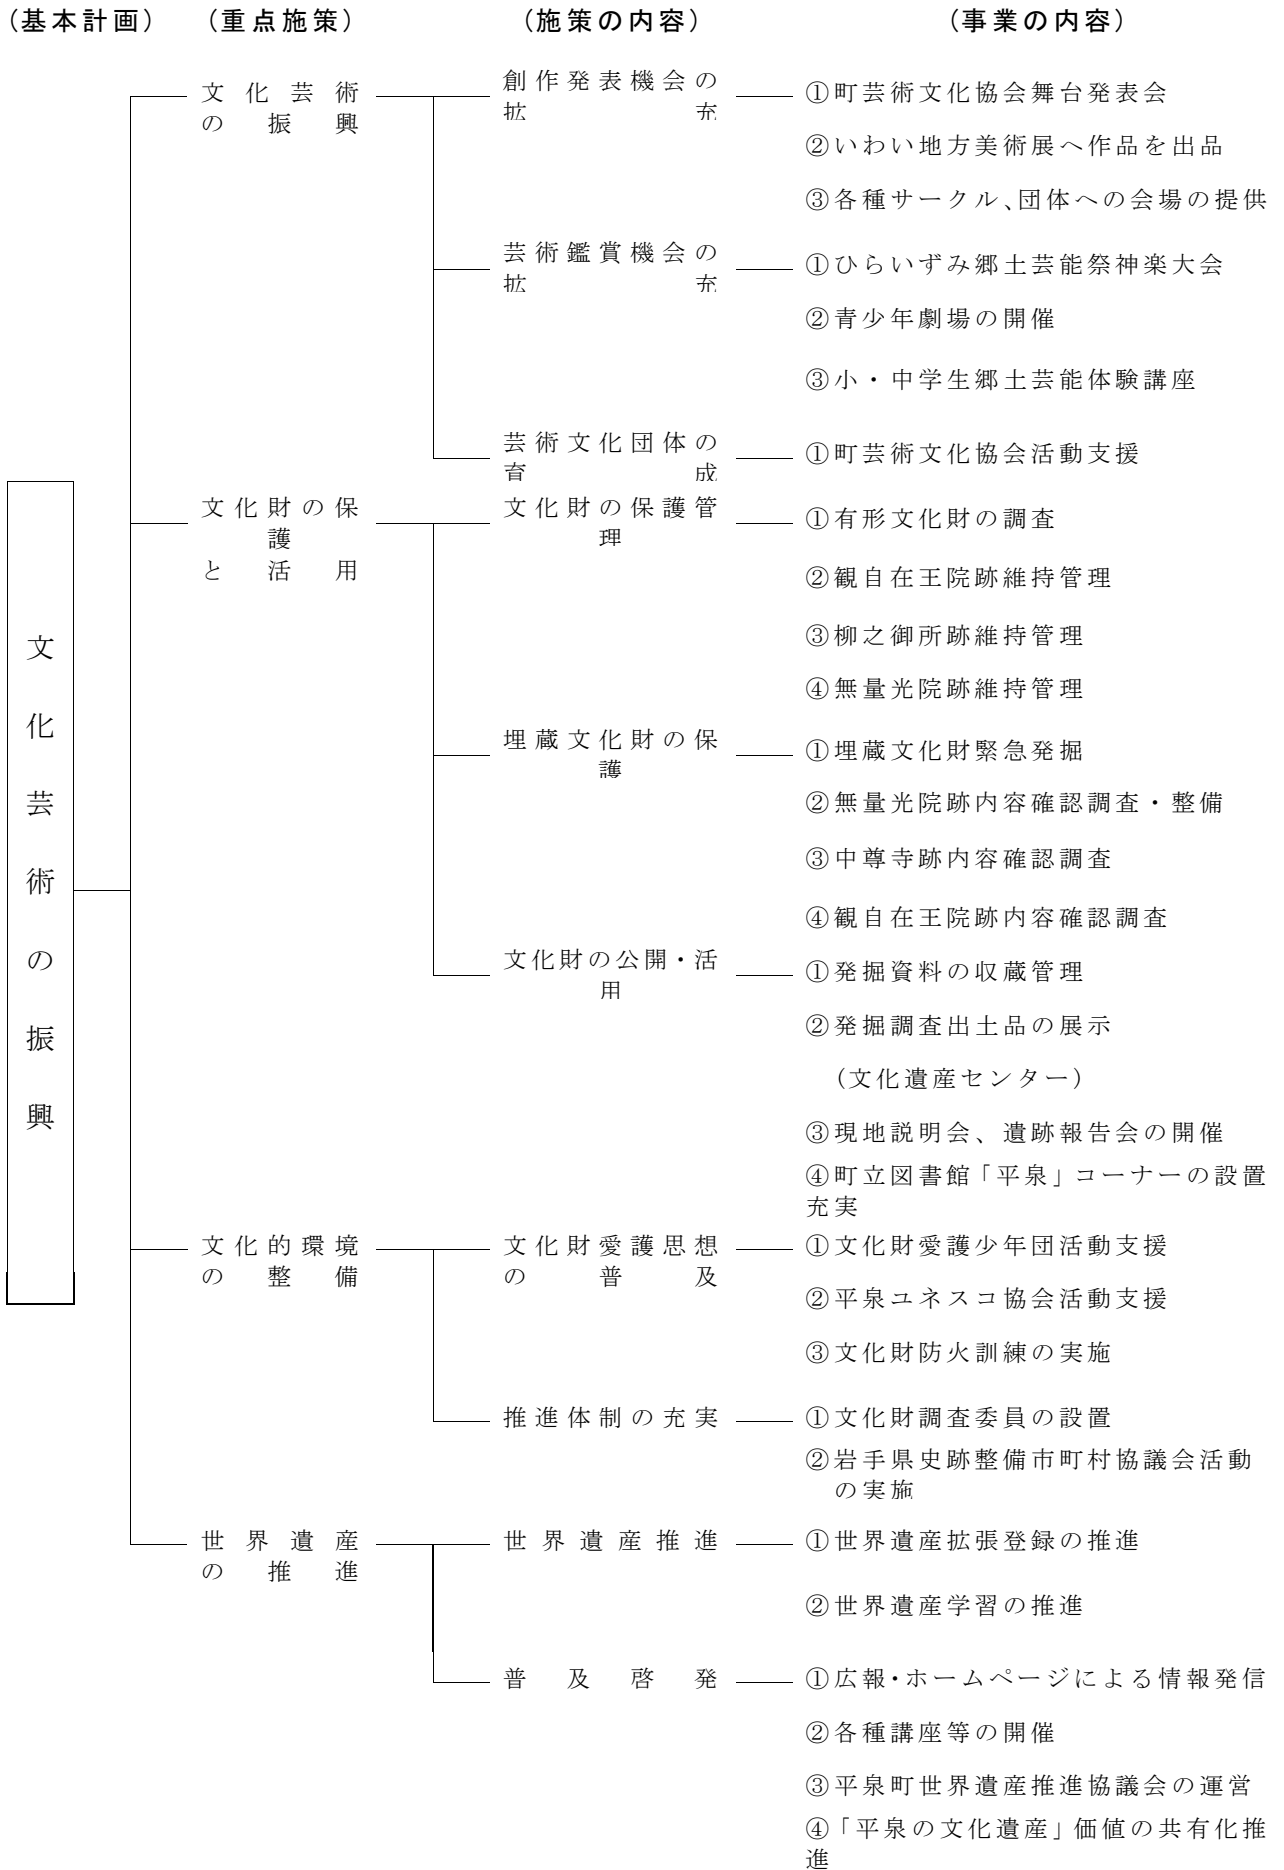 （基本計画）（重点施策）（施策の内容）（事業の内容）
文化芸術の振興
文化芸術
の振興
創作発表機会の
拡充
①町芸術文化協会舞台発表会
②いわい地方美術展へ作品を出品
③各種サークル、団体への会場の提供
芸術鑑賞機会の
拡充
①ひらいずみ郷土芸能祭神楽大会
②青少年劇場の開催
③小・中学生郷土芸能体験講座
芸術文化団体の
育成
①町芸術文化協会活動支援
文化財の保
護
と活用
文化財の保護管
理
①有形文化財の調査
②観自在王院跡維持管理
③柳之御所跡維持管理
④無量光院跡維持管理
埋蔵文化財の保
護
①埋蔵文化財緊急発掘
②無量光院跡内容確認調査・整備
③中尊寺跡内容確認調査
④観自在王院跡内容確認調査
文化財の公開・活
用
①発掘資料の収蔵管理
②発掘調査出土品の展示
（文化遺産センター）
③現地説明会、遺跡報告会の開催
④町立図書館「平泉」コーナーの設置
充実
文化的環境
の整備
文化財愛護思想
の普及
①文化財愛護少年団活動支援
②平泉ユネスコ協会活動支援
③文化財防火訓練の実施
推進体制の充実
①文化財調査委員の設置
②岩手県史跡整備市町村協議会活動
の実施
世界遺産
の推進
世界遺産推進
①世界遺産拡張登録の推進
②世界遺産学習の推進
普及啓発
①広報・ホームページによる情報発信
②各種講座等の開催
③平泉町世界遺産推進協議会の運営
④「平泉の文化遺産」価値の共有化推
進